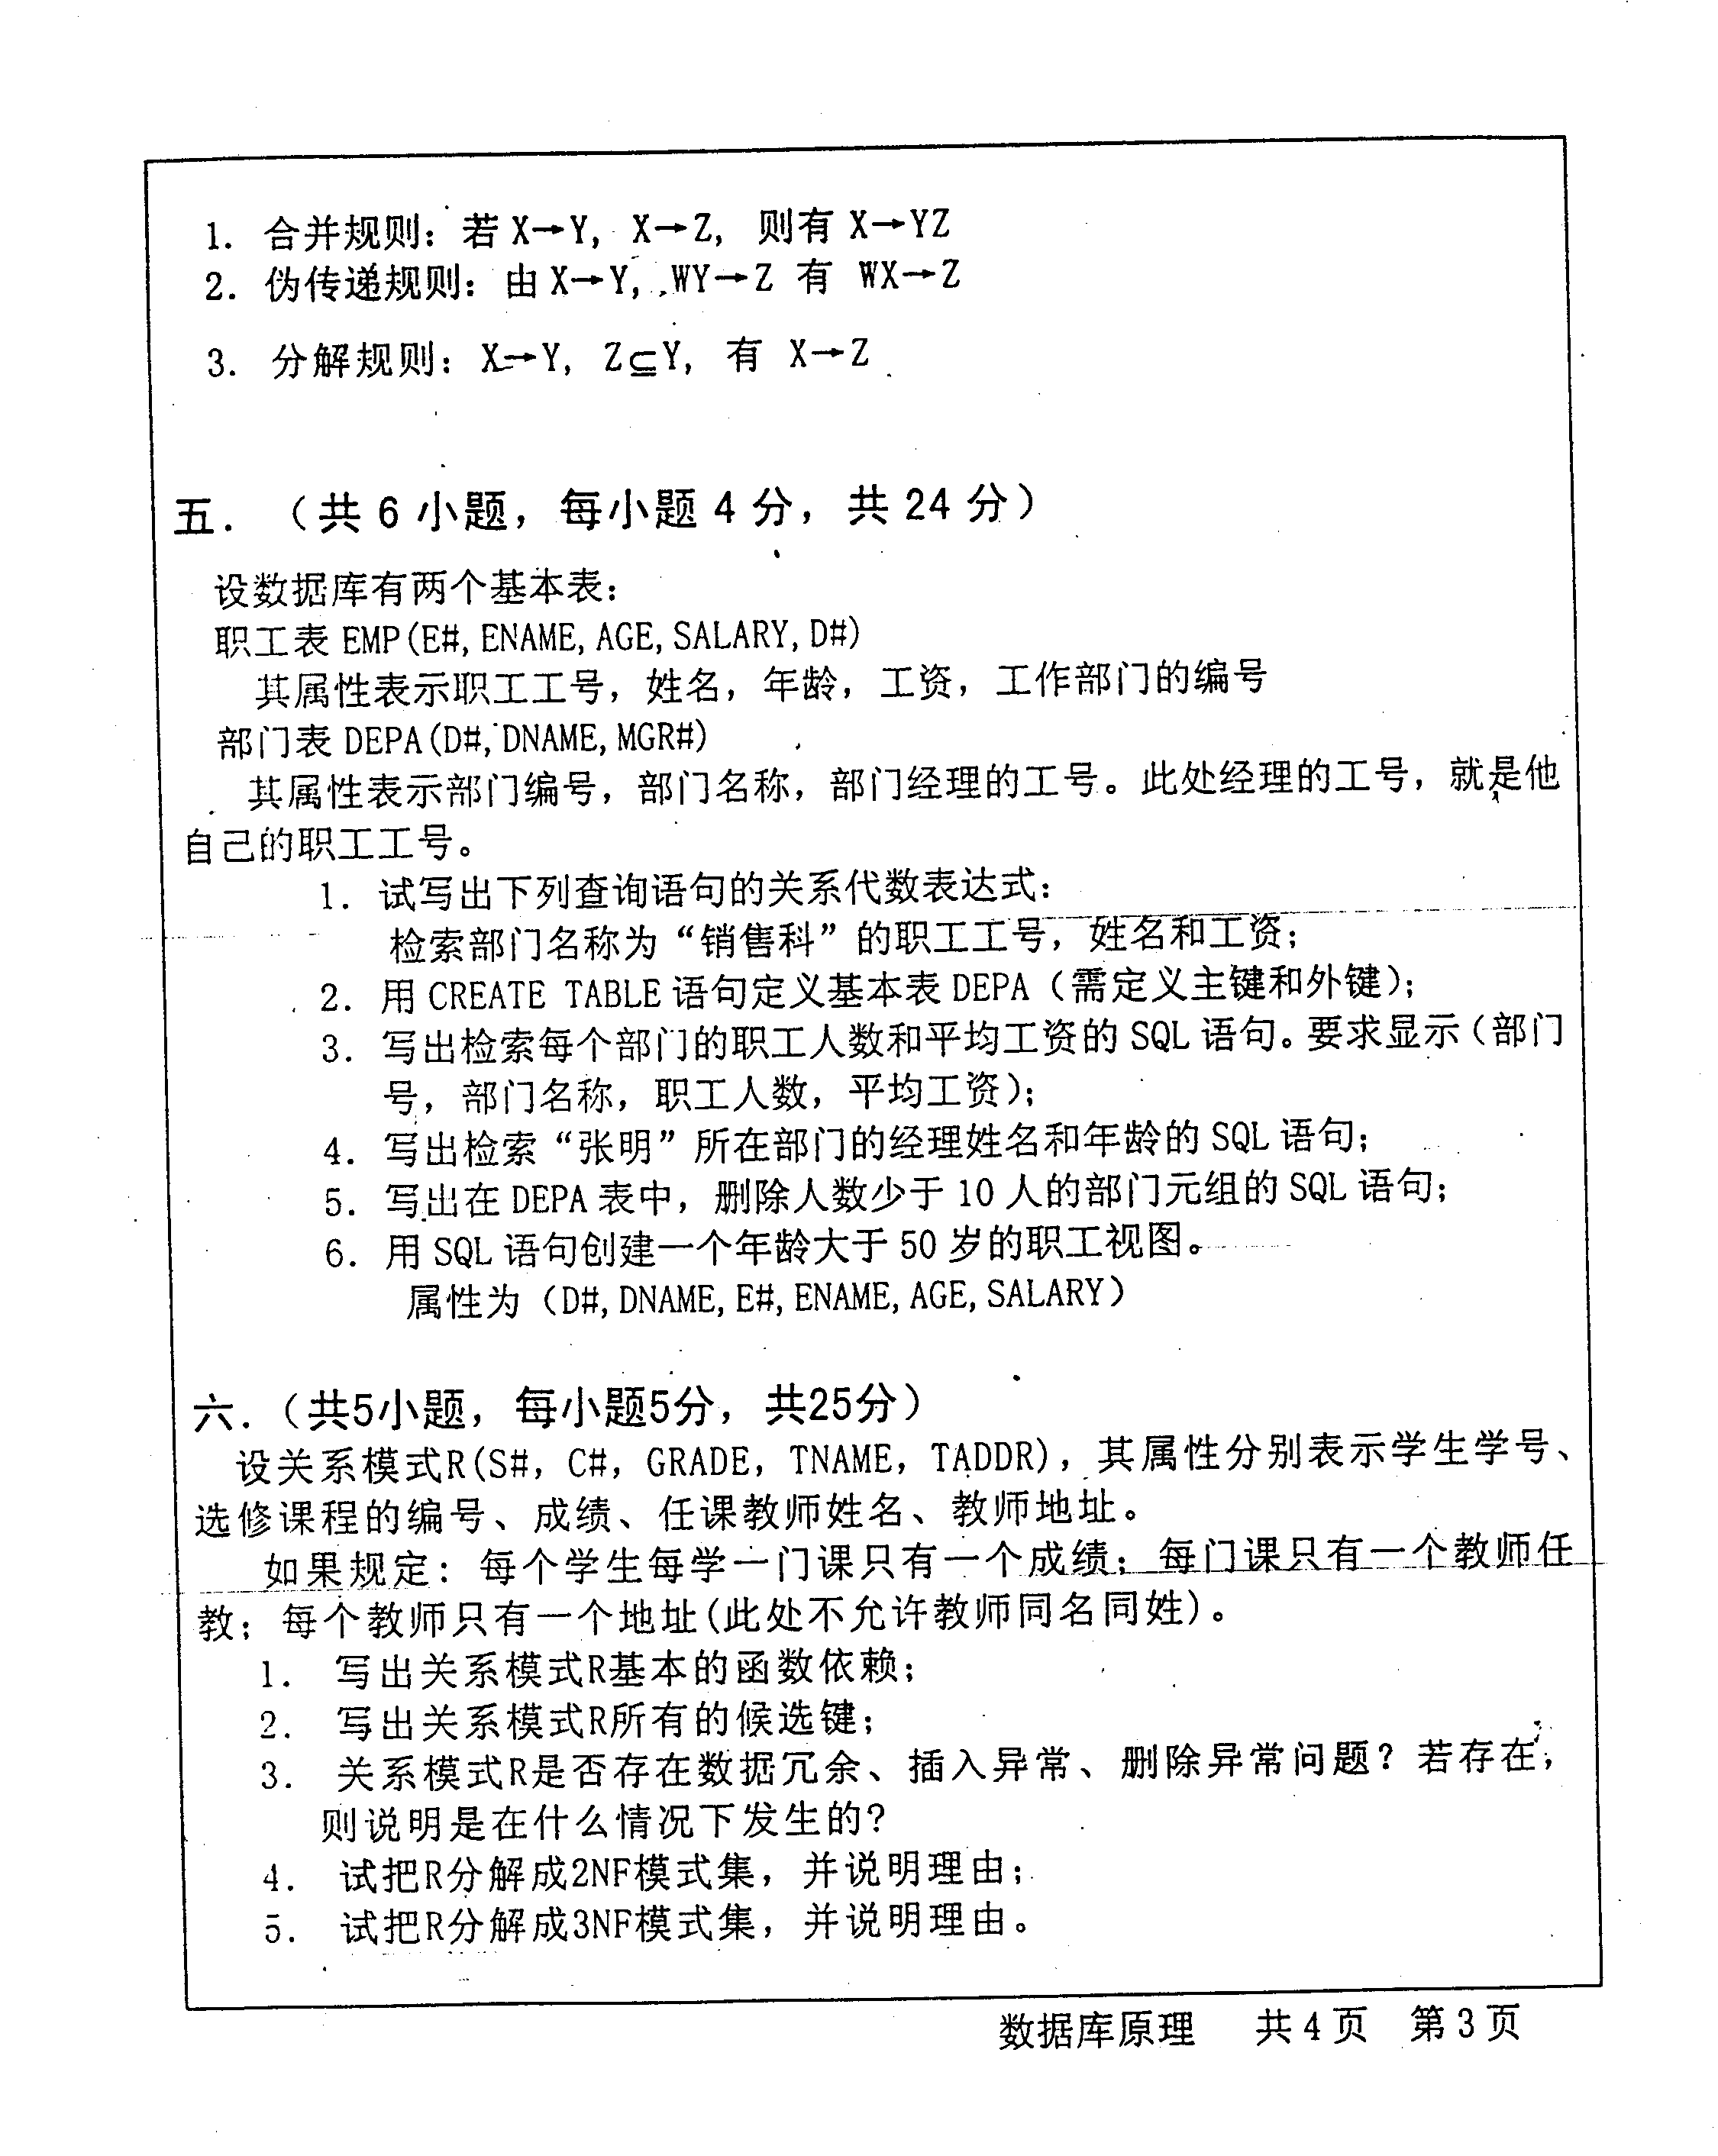 1. 合并规则：若 X→Y, X→Z, 则有 X→YZ
2. 伪传递规则：由 X→Y, WY→Z 有 WX→Z
3. 分解规则：X→Y, Z⊆Y, 有 X→Z
五．（共 6 小题，每小题 4 分，共 24 分）
设数据库有两个基本表：
职工表 EMP(E#, ENAME, AGE, SALARY, D#)
其属性表示职工工号，姓名，年龄，工资，工作部门的编号
部门表 DEPA(D#, DNAME, MGR#)
其属性表示部门编号，部门名称，部门经理的工号。此处经理的工号，就是他
自己的职工工号。
1. 试写出下列查询语句的关系代数表达式：
检索部门名称为“销售科”的职工工号，姓名和工资；
2. 用 CREATE TABLE 语句定义基本表 DEPA（需定义主键和外键）；
3. 写出检索每个部门的职工人数和平均工资的 SQL 语句。要求显示（部门
号，部门名称，职工人数，平均工资）；
4. 写出检索“张明”所在部门的经理姓名和年龄的 SQL 语句；
5. 写出在 DEPA 表中，删除人数少于 10 人的部门元组的 SQL 语句；
6. 用 SQL 语句创建一个年龄大于 50 岁的职工视图。
属性为（D#, DNAME, E#, ENAME, AGE, SALARY）
六．（共5小题，每小题5分，共25分）
设关系模式R(S#, C#, GRADE, TNAME, TADDR)，其属性分别表示学生学号、
选修课程的编号、成绩、任课教师姓名、教师地址。
如果规定：每个学生每学一门课只有一个成绩；每门课只有一个教师任
教；每个教师只有一个地址(此处不允许教师同名同姓)。
1. 写出关系模式R基本的函数依赖；
2. 写出关系模式R所有的候选键；
3. 关系模式R是否存在数据冗余、插入异常、删除异常问题？若存在，
则说明是在什么情况下发生的？
4. 试把R分解成2NF模式集，并说明理由；
5. 试把R分解成3NF模式集，并说明理由。
数据库原理 共 4 页 第 3 页